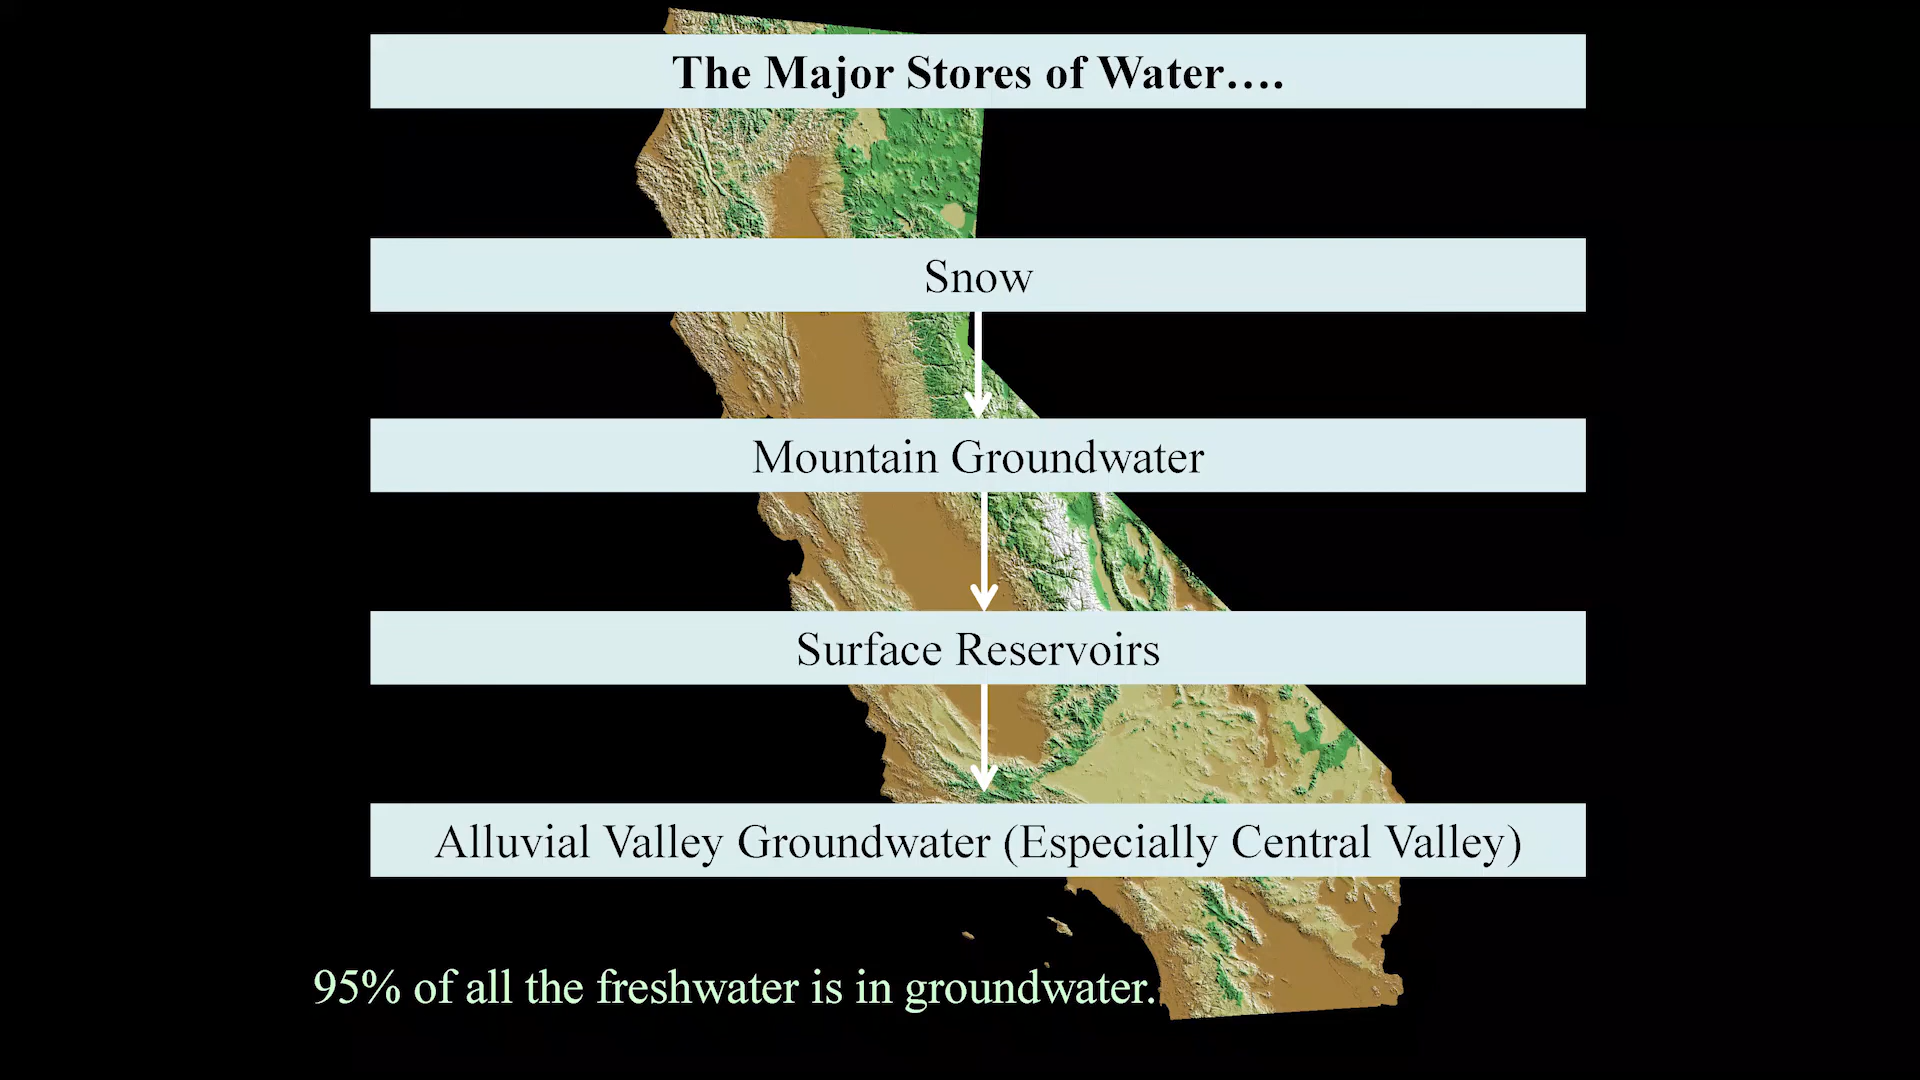 The Major Stores of Water….
Snow
Mountain Groundwater
Surface Reservoirs
Alluvial Valley Groundwater (Especially Central Valley)
95% of all the freshwater is in groundwater.